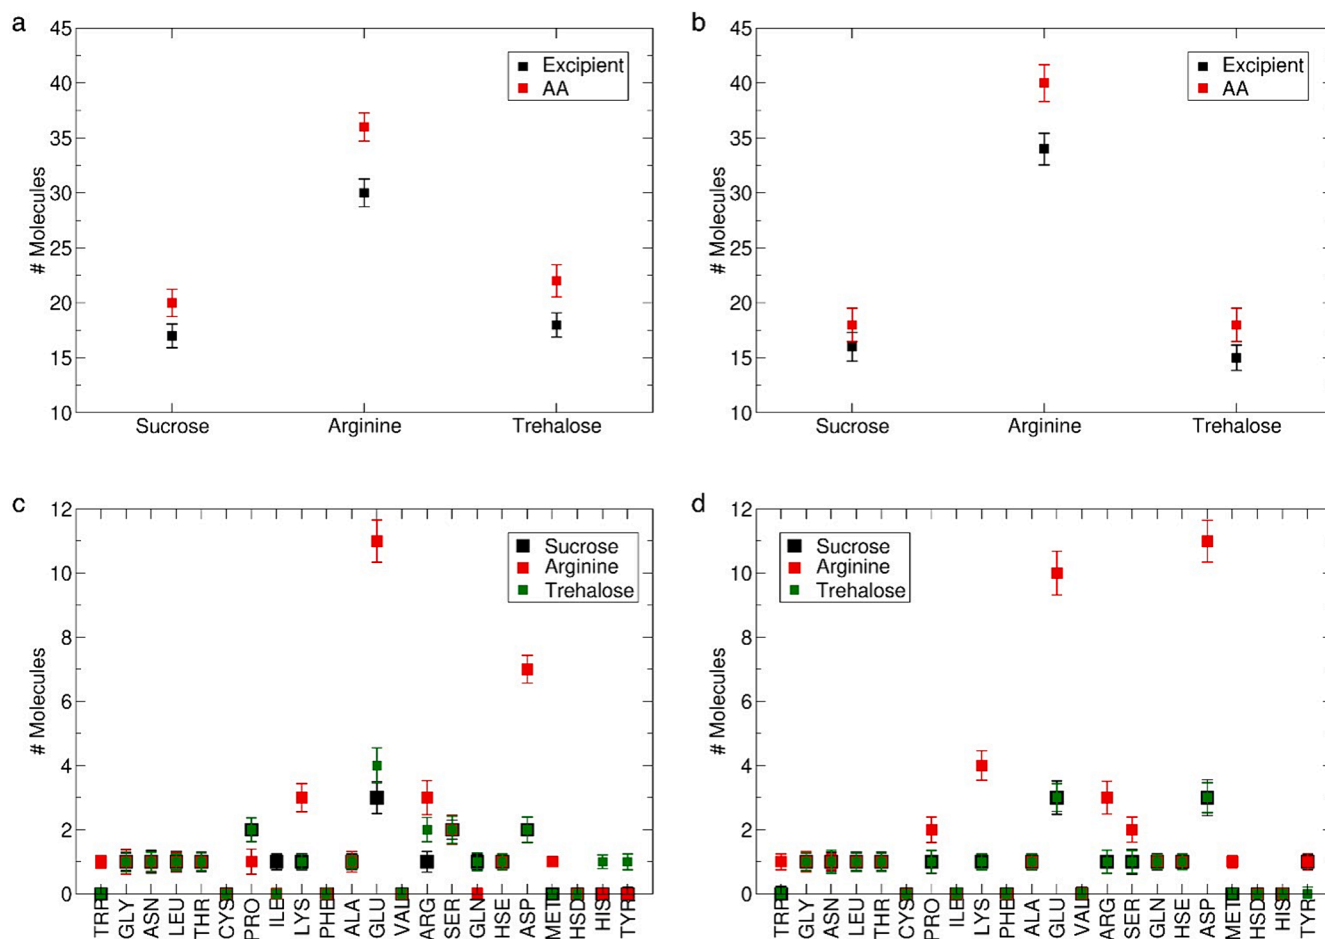 a
45
40
35
30
25
20
15
10
# Molecules
Excipient
AA
Sucrose Arginine Trehalose
b
45
40
35
30
25
20
15
10
# Molecules
Excipient
AA
Sucrose Arginine Trehalose
c
12
10
8
6
4
2
0
# Molecules
Sucrose
Arginine
Trehalose
TRP GLY ASN LEU THR CYS PRO ILE LYS PHE ALA GLU VAL ARG SER GLN HSE ASP MET HSD HIS TYR
d
12
10
8
6
4
2
0
# Molecules
Sucrose
Arginine
Trehalose
TRP GLY ASN LEU THR CYS PRO ILE LYS PHE ALA GLU VAL ARG SER GLN HSE ASP MET HSD HIS TYR